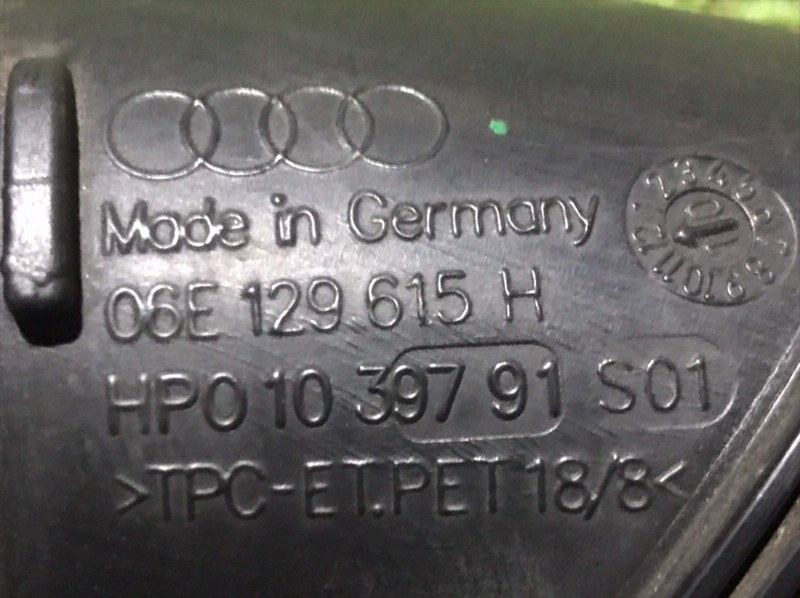 Made in Germany
06E 129 615 H
HP0 10 397 91 S01
>TPC-ET.PET 18/8<